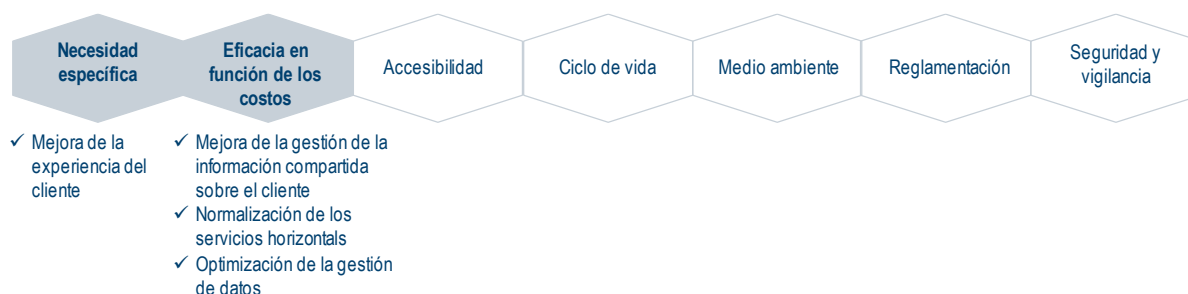 Necesidad
específica
Eficacia en
función de los
costos
Accesibilidad
Ciclo de vida
Medio ambiente
Reglamentación
Seguridad y
vigilancia
✓ Mejora de la
experiencia del
cliente
✓ Mejora de la gestión de la
información compartida
sobre el cliente
✓ Normalización de los
servicios horizontals
✓ Optimización de la gestión
de datos